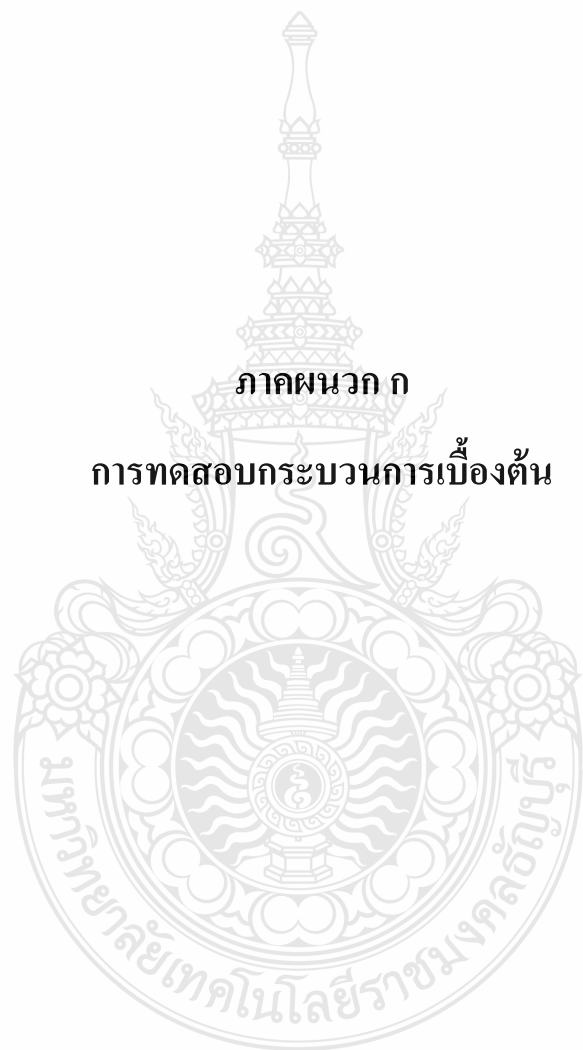 ภาคผนวก ก
การทดสอบกระบวนการเบื้องต้น
มหาวิทยาลัยเทคโนโลยีราชมงคลธัญบุรี